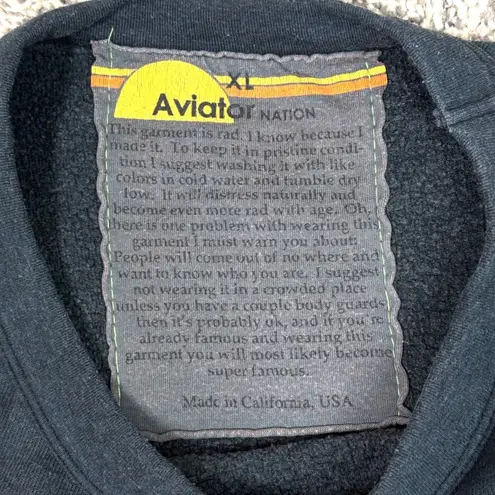 XL
Aviator NATION
This garment is rad. I know because I
made it. To keep it in pristine condi-
tion I suggest washing it with like
colors in cold water and tumble dry
low. It will distress naturally and
become even more rad with age. Oh,
there is one problem with wearing this
garment I must warn you about:
People will come out of no where and
want to know who you are. I suggest
not wearing it in a crowded place
unless you have a couple body guards
then it's probably ok, and if you're
already famous and wearing this
garment you will most likely become
super famous.
Made in California, USA